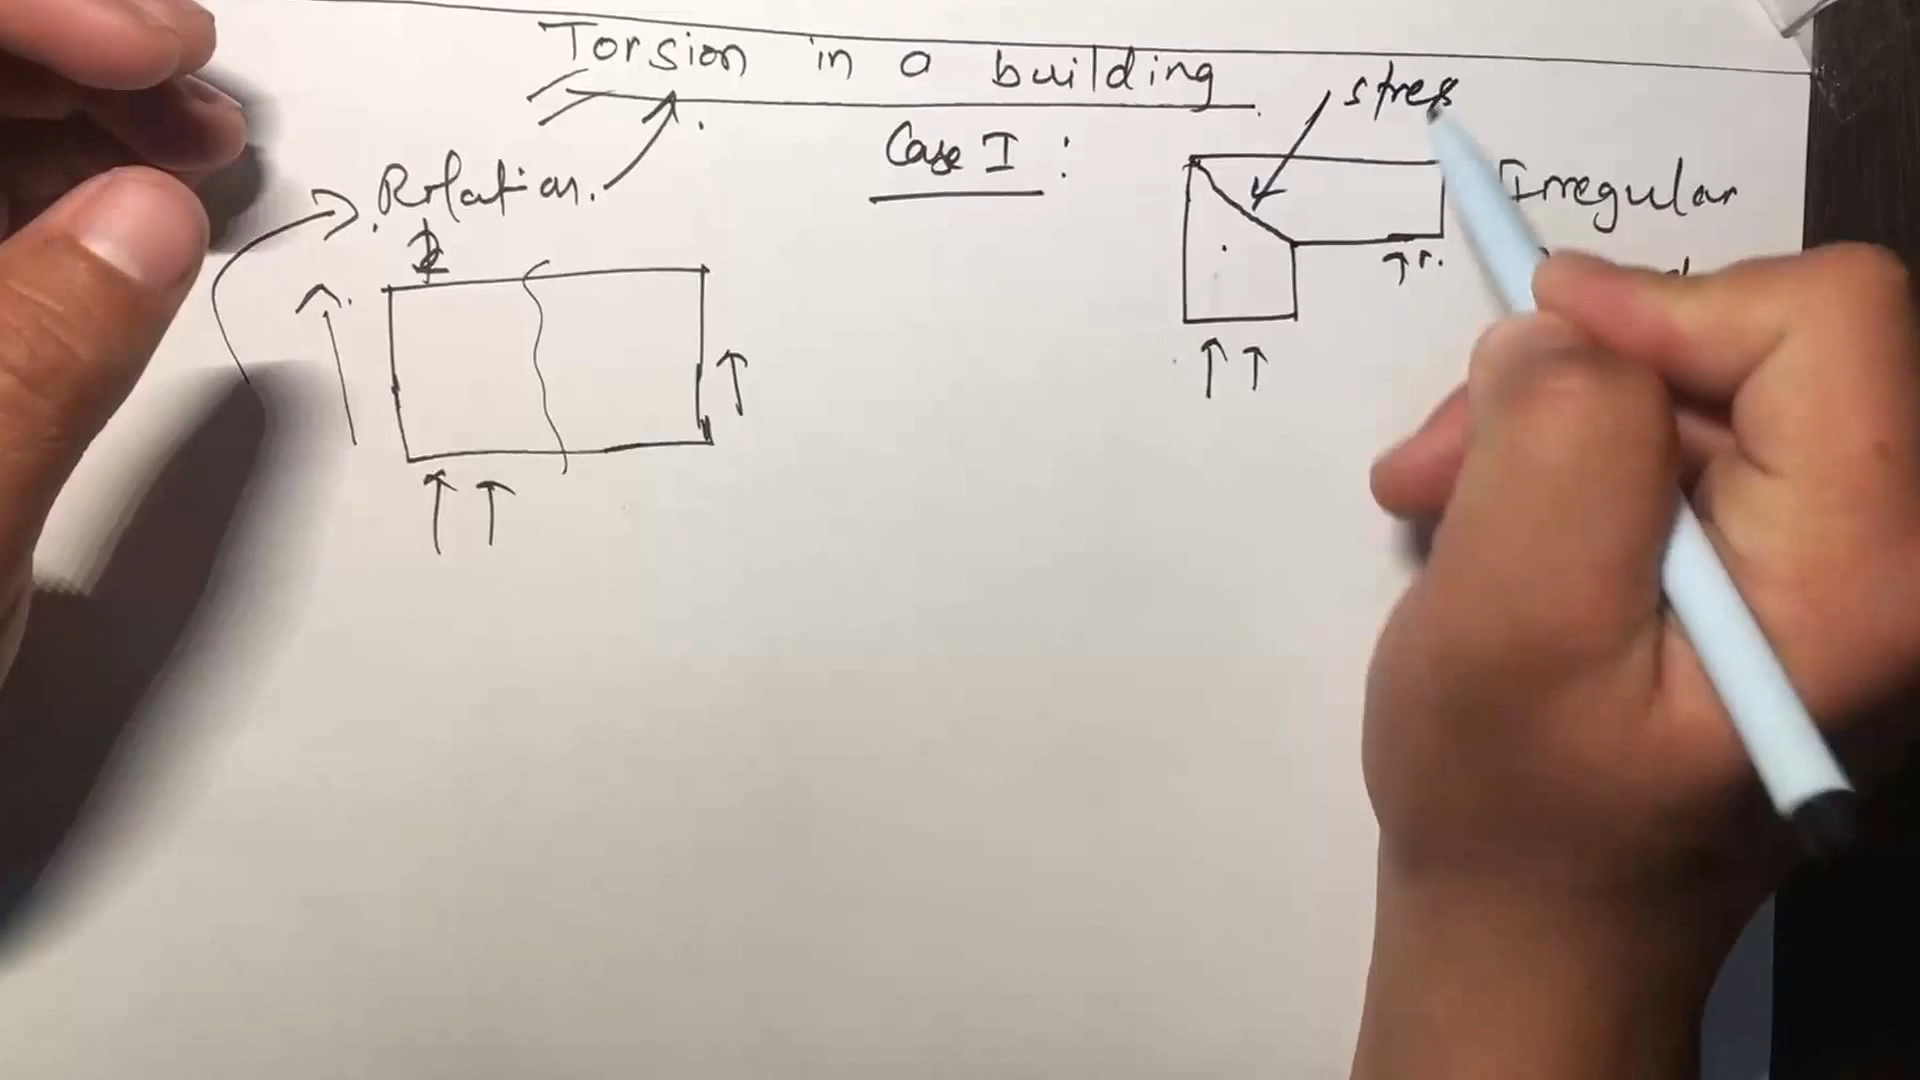 Torsion in a building
stress
Case I :
Irregular
Rotation.